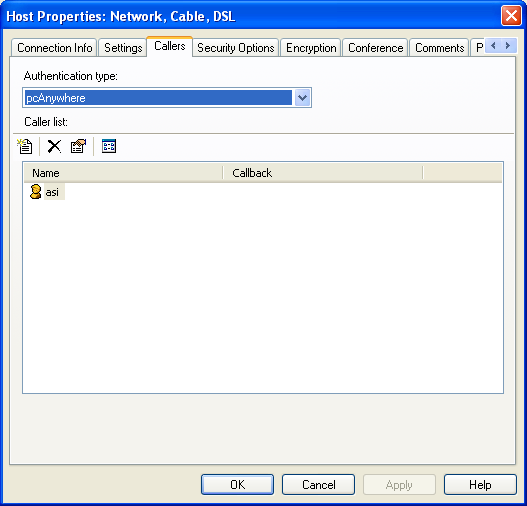 Host Properties: Network, Cable, DSL
Connection Info Settings Callers Security Options Encryption Conference Comments P
Authentication type:
pcAnywhere
Caller list:
Name Callback
asi
OK Cancel Apply Help